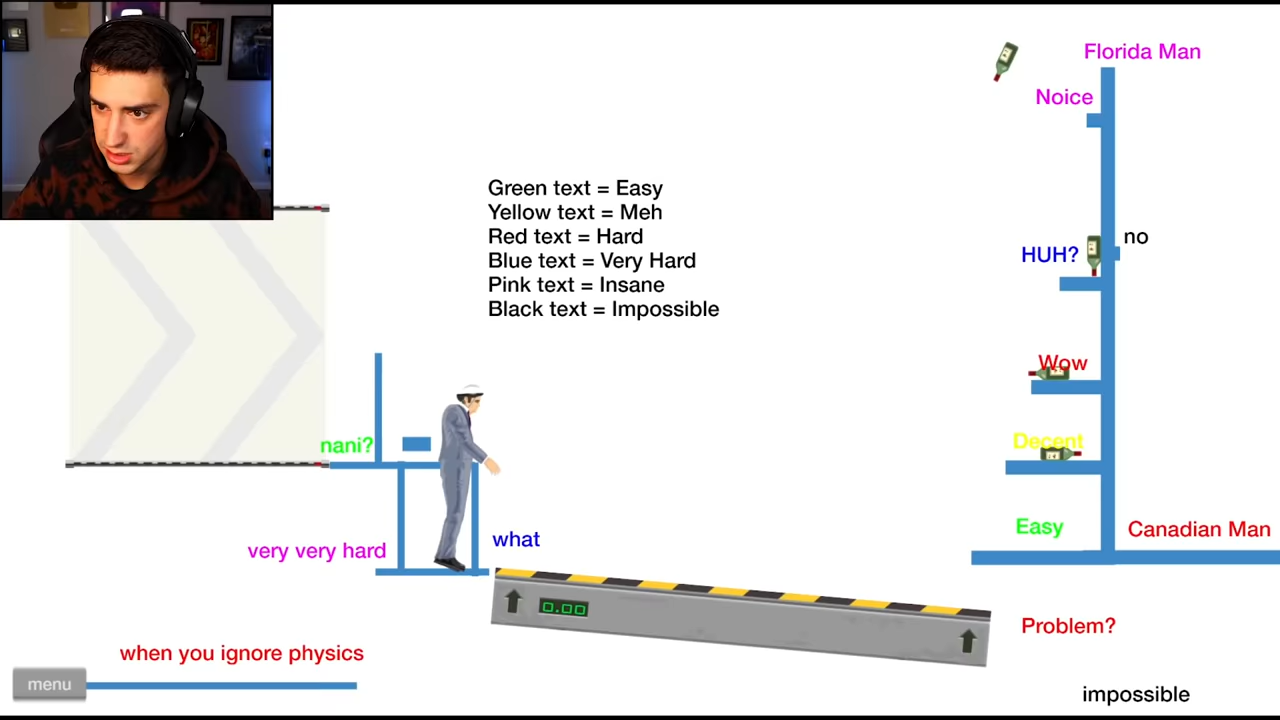 Florida Man
Noice
Green text = Easy
Yellow text = Meh
Red text = Hard
Blue text = Very Hard
Pink text = Insane
Black text = Impossible
no
HUH?
Wow
Decent
nani?
Easy
Canadian Man
what
very very hard
0.00
Problem?
when you ignore physics
menu
impossible